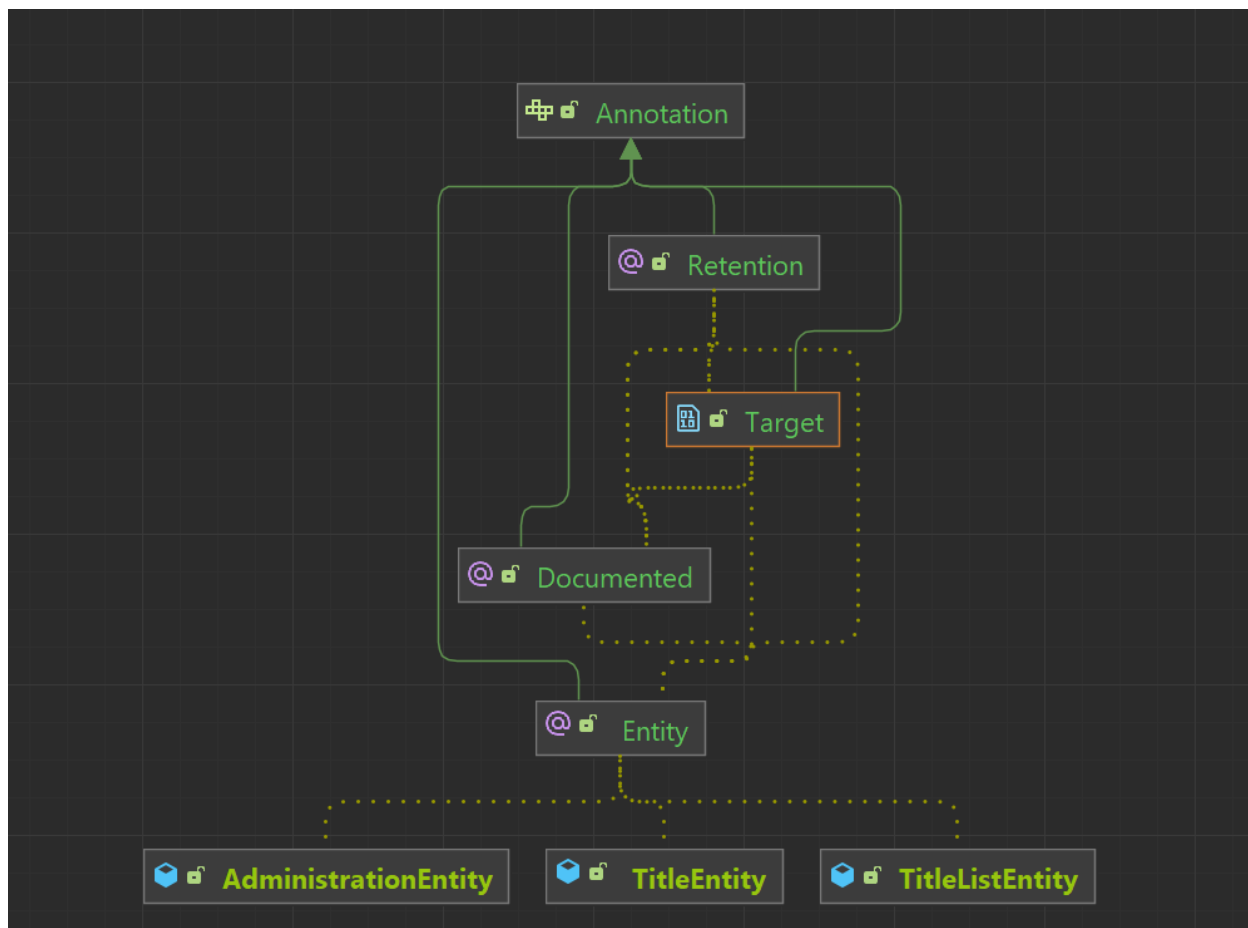 Annotation
Retention
Target
Documented
Entity
AdministrationEntity
TitleEntity
TitleListEntity